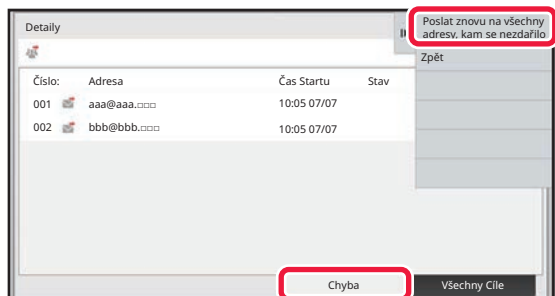 Detaily
Poslat znovu na všechny
adresy, kam se nezdařilo
Zpět
Číslo: Adresa Čas Startu Stav
001 aaa@aaa.□□□ 10:05 07/07
002 bbb@bbb.□□□ 10:05 07/07
Chyba Všechny Cíle